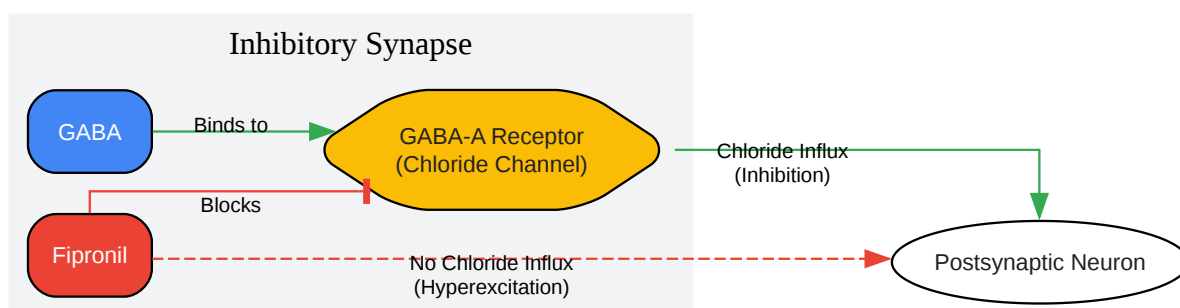 Inhibitory Synapse
GABA
Binds to
GABA-A Receptor
(Chloride Channel)
Chloride Influx
(Inhibition)
Blocks
Fipronil
No Chloride Influx
(Hyperexcitation)
Postsynaptic Neuron